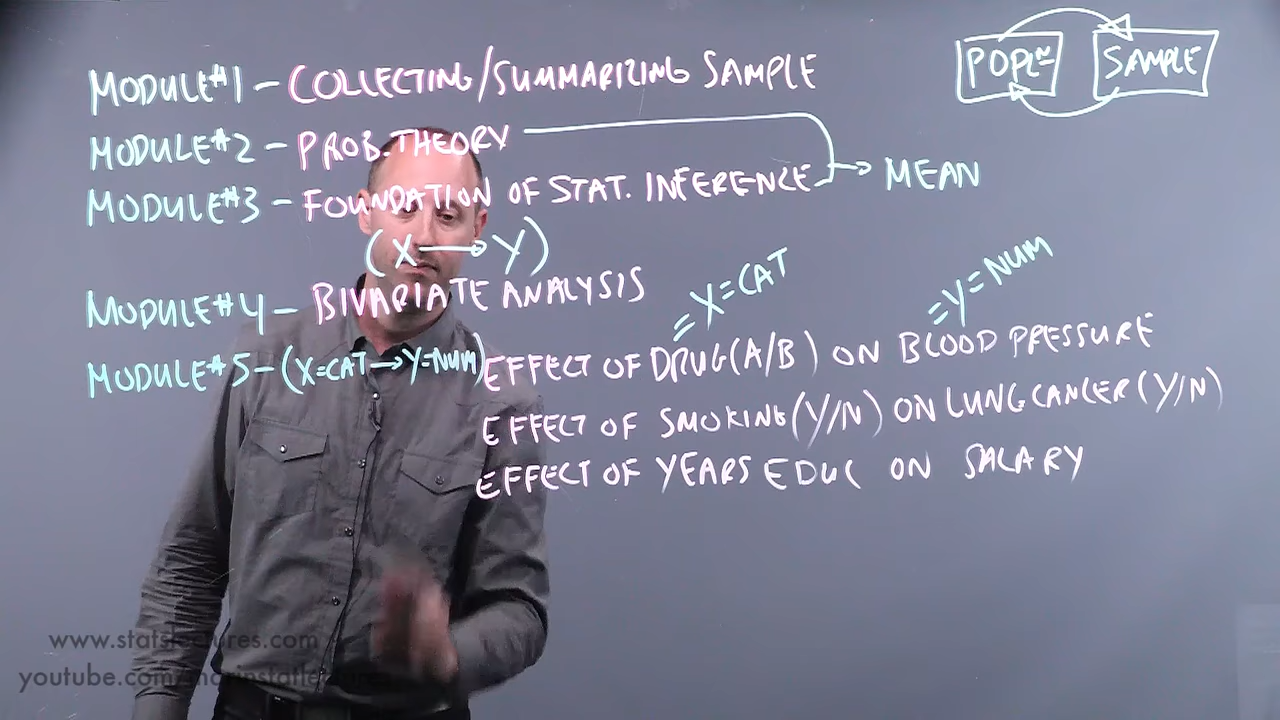 POPLN SAMPLE
MODULE#1 - COLLECTING/SUMMARIZING SAMPLE
MODULE#2 - PROB. THEORY
MODULE#3 - FOUNDATION OF STAT. INFERENCE → MEAN
(X → Y)
MODULE#4 - BIVARIATE ANALYSIS
= X=CAT = Y=NUM
MODULE#5 - (X=CAT→Y=NUM) EFFECT OF DRUG(A/B) ON BLOOD PRESSURE
EFFECT OF SMOKING(Y/N) ON LUNG CANCER(Y/N)
EFFECT OF YEARS EDUC ON SALARY
www.statslectures.com